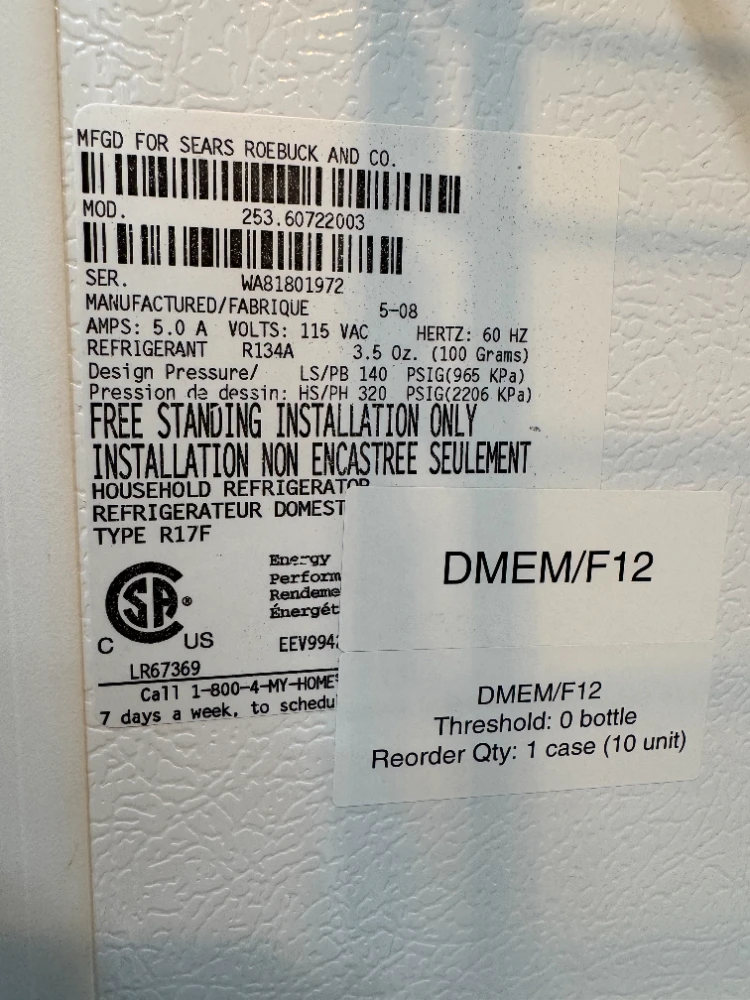 MFGD FOR SEARS ROEBUCK AND CO.
MOD. 253.60722003
SER. WA81801972
MANUFACTURED/FABRIQUE 5-08
AMPS: 5.0 A VOLTS: 115 VAC HERTZ: 60 HZ
REFRIGERANT R134A 3.5 Oz. (100 Grams)
Design Pressure/ LS/PB 140 PSIG(965 KPa)
Pression de dessin: HS/PH 320 PSIG(2206 KPa)
FREE STANDING INSTALLATION ONLY
INSTALLATION NON ENCASTREE SEULEMENT
HOUSEHOLD REFRIGERATOR
REFRIGERATEUR DOMEST
TYPE R17F
Energy
Perform
Rendeme
Énergét
EEV994
C SA ® US
LR67369
Call 1-800-4-MY-HOME
7 days a week, to schedu
DMEM/F12
DMEM/F12
Threshold: 0 bottle
Reorder Qty: 1 case (10 unit)